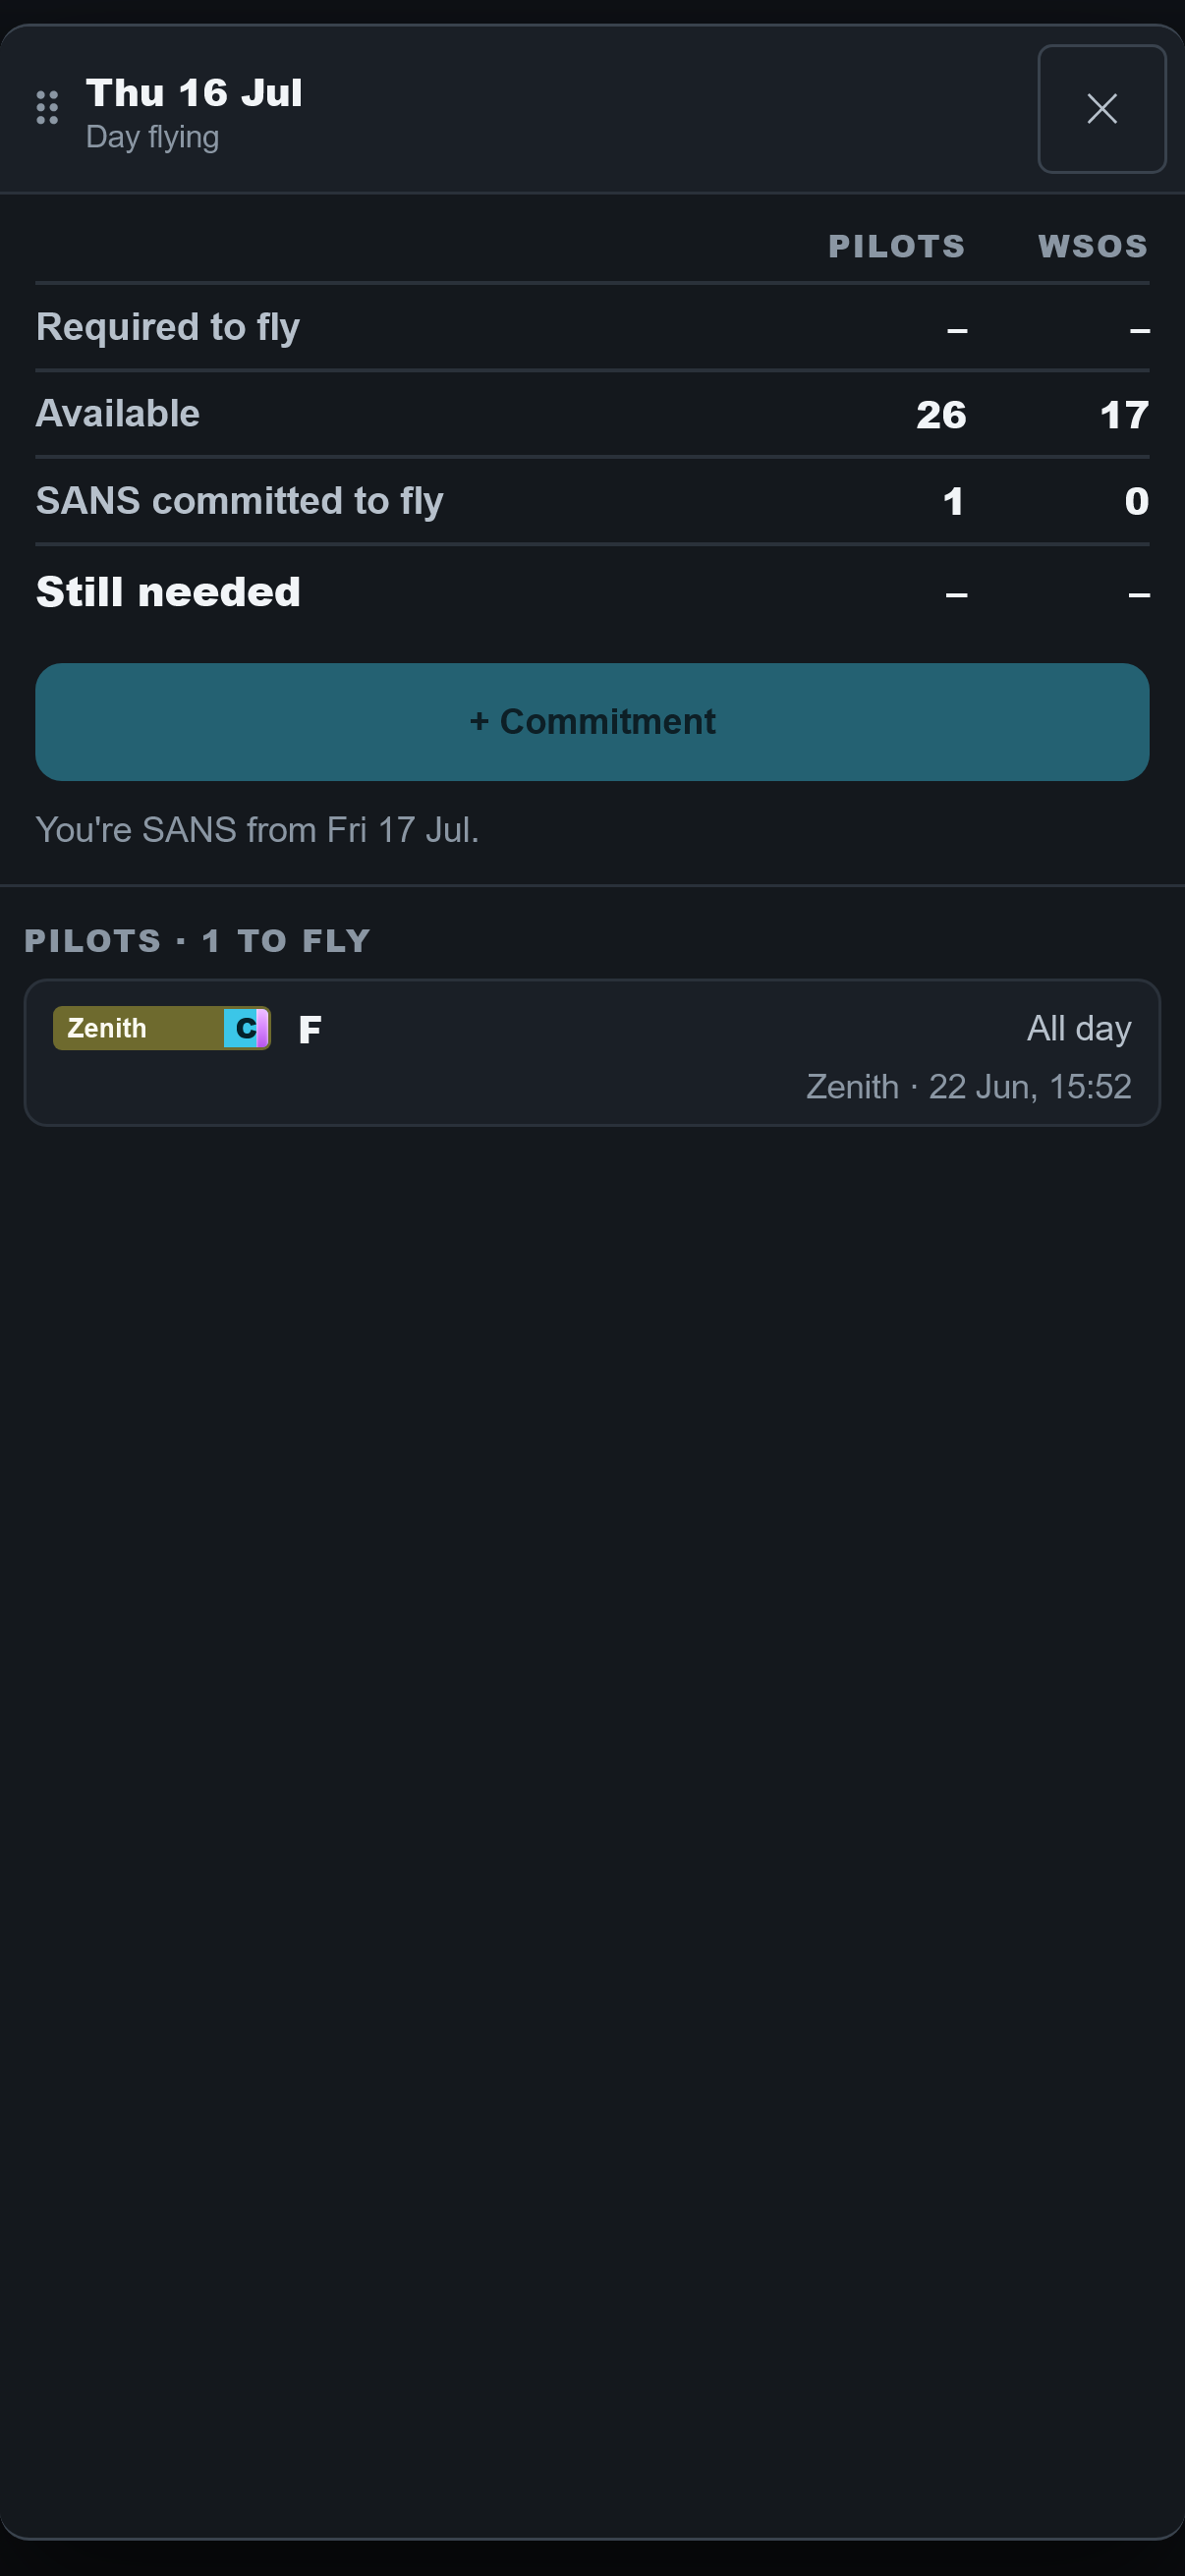 Thu 16 Jul
Day flying
PILOTS WSOS
Required to fly – –
Available 26 17
SANS committed to fly 1 0
Still needed – –
+ Commitment
You're SANS from Fri 17 Jul.
PILOTS · 1 TO FLY
Zenith C F All day
Zenith · 22 Jun, 15:52